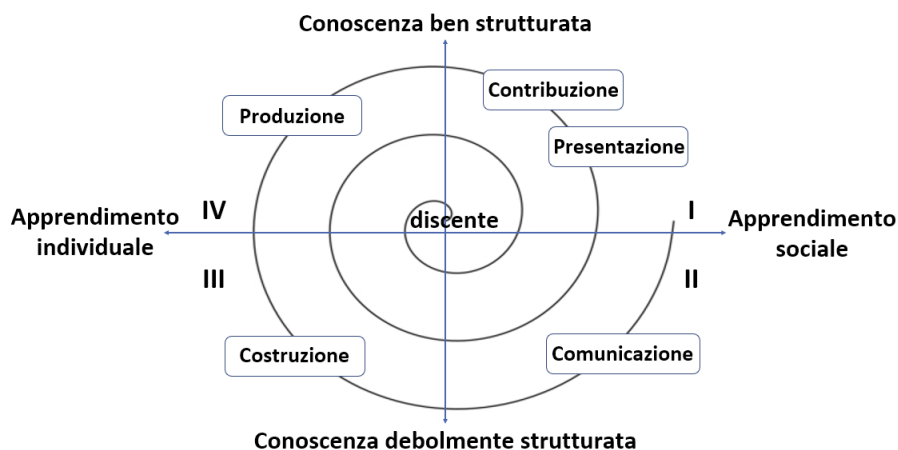 Conoscenza ben strutturata
Contribuzione
Produzione
Presentazione
Apprendimento
individuale
IV
discente
I
Apprendimento
sociale
III
II
Costruzione
Comunicazione
Conoscenza debolmente strutturata